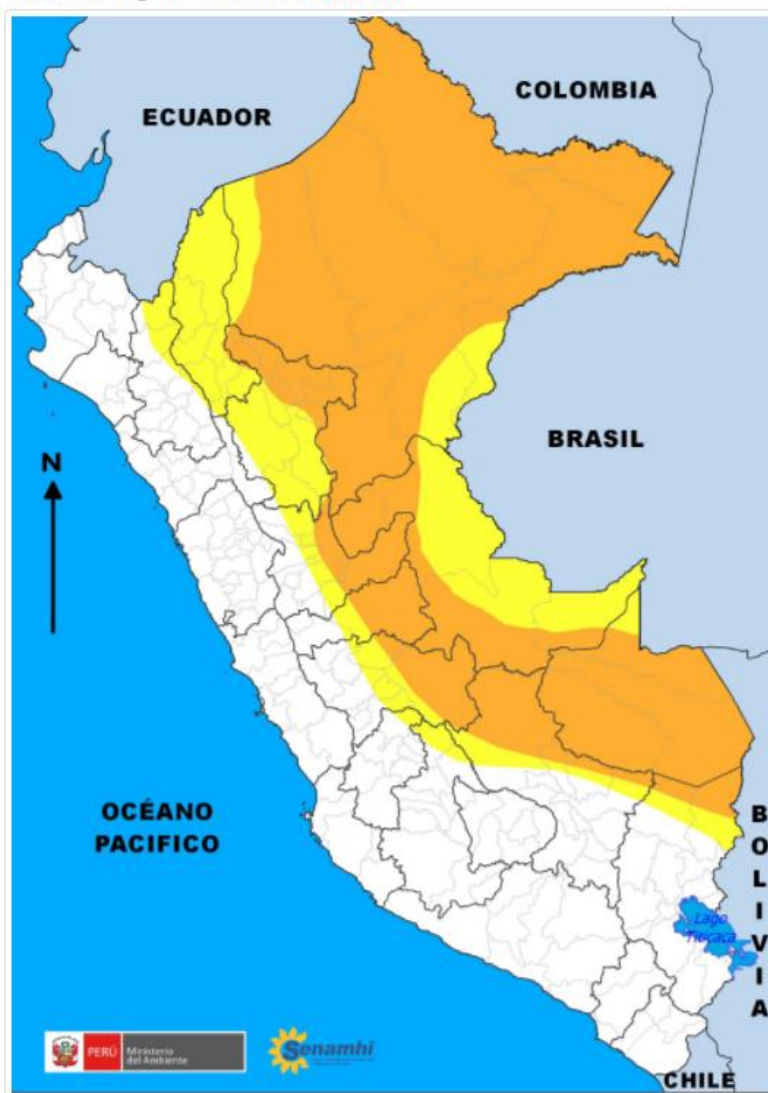 COLOMBIA
ECUADOR
BRASIL
N
OCÉANO
PACIFICO
B
O
L
I
V
I
A
Lago
Titicaca
PERÚ
Ministerio
del Ambiente
Senamhi
CHILE